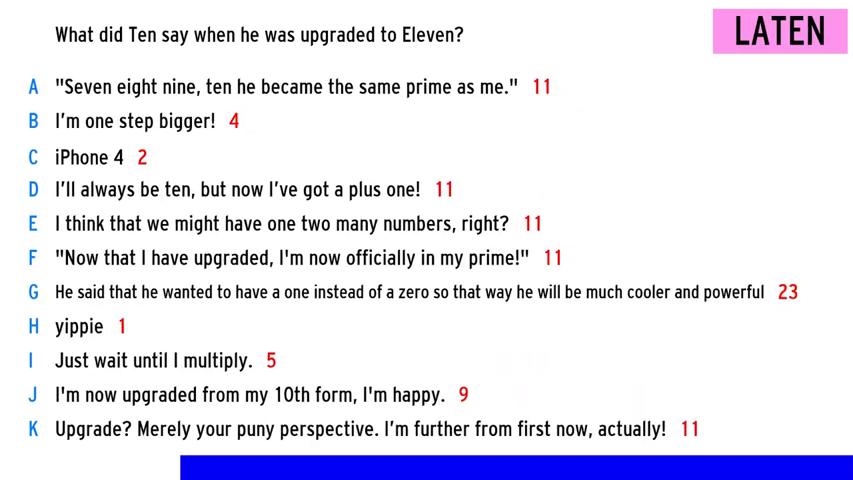 What did Ten say when he was upgraded to Eleven?
LATEN
A "Seven eight nine, ten he became the same prime as me." 11
B I'm one step bigger! 4
C iPhone 4 2
D I'll always be ten, but now I've got a plus one! 11
E I think that we might have one two many numbers, right? 11
F "Now that I have upgraded, I'm now officially in my prime!" 11
G He said that he wanted to have a one instead of a zero so that way he will be much cooler and powerful 23
H yippie 1
I Just wait until I multiply. 5
J I'm now upgraded from my 10th form, I'm happy. 9
K Upgrade? Merely your puny perspective. I'm further from first now, actually! 11